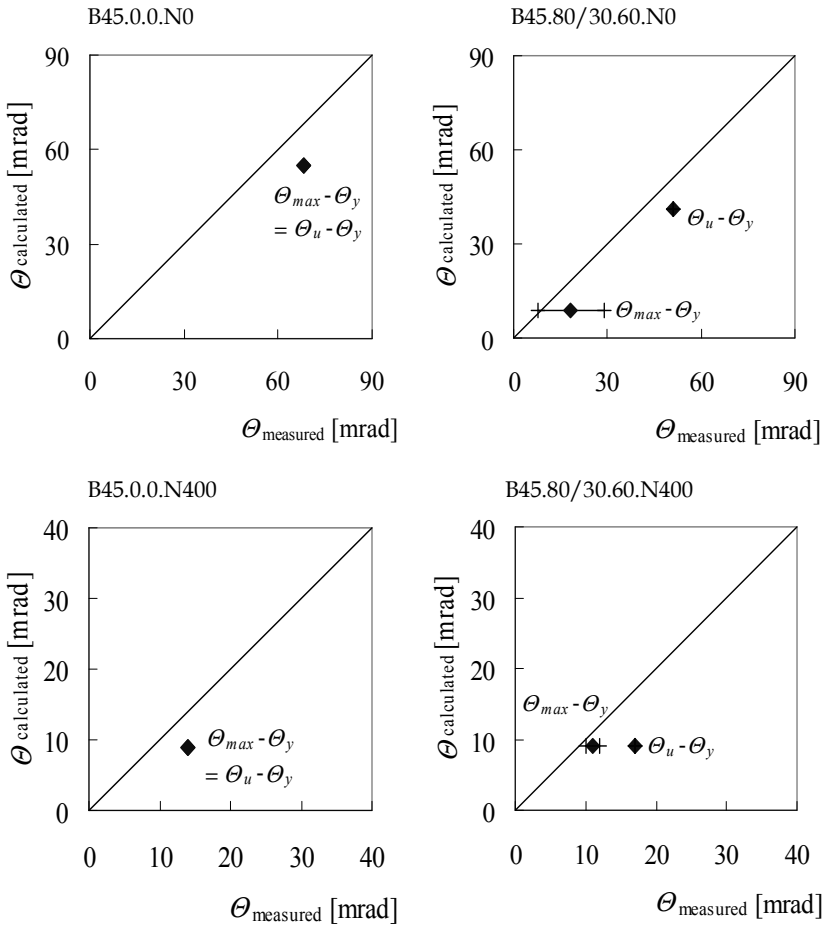 B45.0.0.N0
90
60
30
0
Θcalculated [mrad]
Θmax-Θy
= Θu-Θy
0 30 60 90
Θmeasured [mrad]
B45.80/30.60.N0
90
60
30
0
Θcalculated [mrad]
Θu-Θy
Θmax-Θy
0 30 60 90
Θmeasured [mrad]
B45.0.0.N400
40
30
20
10
0
Θcalculated [mrad]
Θmax-Θy
= Θu-Θy
0 10 20 30 40
Θmeasured [mrad]
B45.80/30.60.N400
40
30
20
10
0
Θcalculated [mrad]
Θmax-Θy
Θu-Θy
0 10 20 30 40
Θmeasured [mrad]